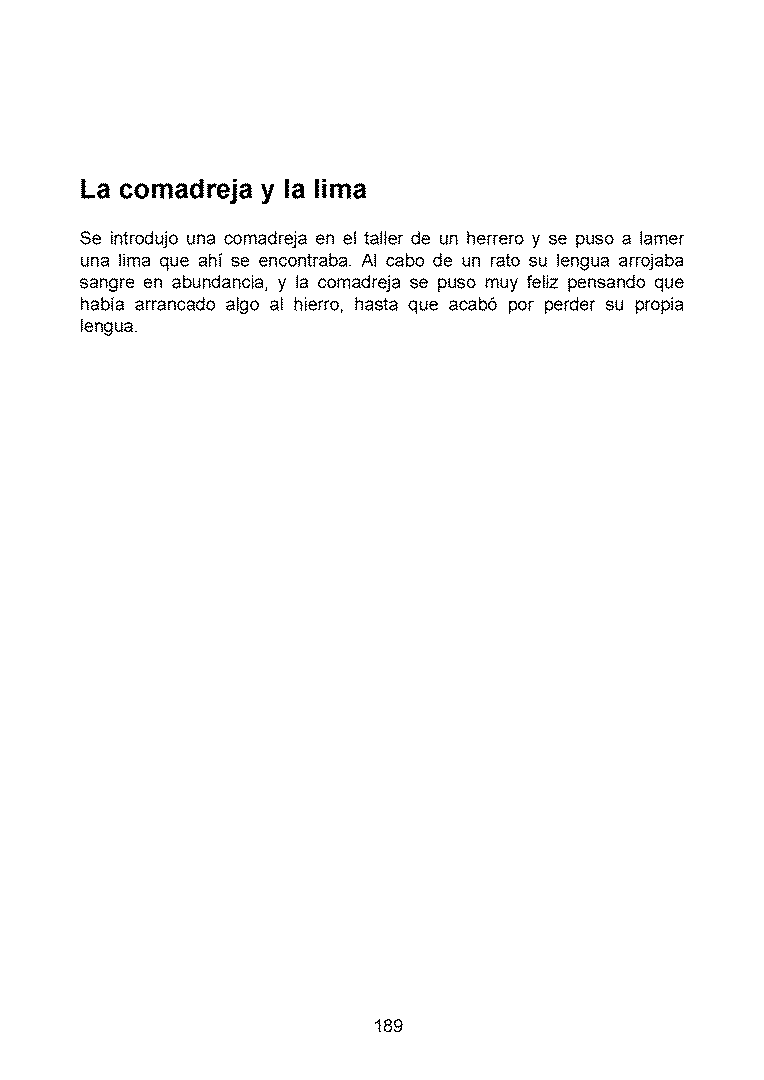 La comadreja y la lima
Se introdujo una comadreja en el taller de un herrero y se puso a lamer
una lima que ahí se encontraba. Al cabo de un rato su lengua arrojaba
sangre en abundancia, y la comadreja se puso muy feliz pensando que
había arrancado algo al hierro, hasta que acabó por perder su propia
lengua.
189